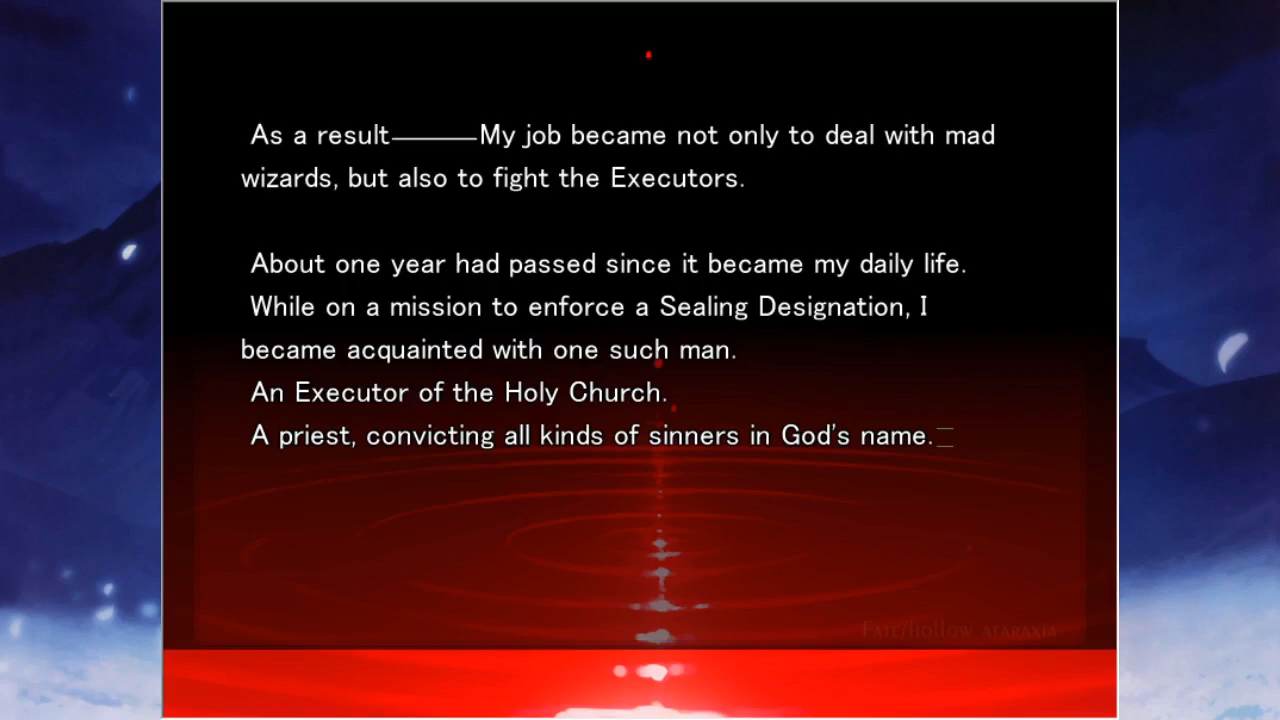 As a result―――My job became not only to deal with mad
wizards, but also to fight the Executors.
About one year had passed since it became my daily life.
While on a mission to enforce a Sealing Designation, I
became acquainted with one such man.
An Executor of the Holy Church.
A priest, convicting all kinds of sinners in God's name.
Fate/hollow ataraxia